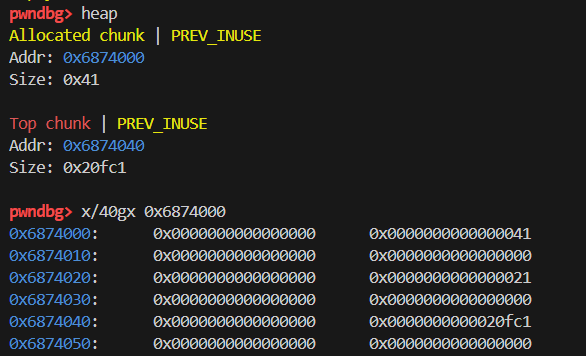 pwndbg> heap
Allocated chunk | PREV_INUSE
Addr: 0x6874000
Size: 0x41
Top chunk | PREV_INUSE
Addr: 0x6874040
Size: 0x20fc1
pwndbg> x/40gx 0x6874000
0x6874000: 0x0000000000000000 0x0000000000000041
0x6874010: 0x0000000000000000 0x0000000000000000
0x6874020: 0x0000000000000000 0x0000000000000021
0x6874030: 0x0000000000000000 0x0000000000000000
0x6874040: 0x0000000000000000 0x0000000000020fc1
0x6874050: 0x0000000000000000 0x0000000000000000